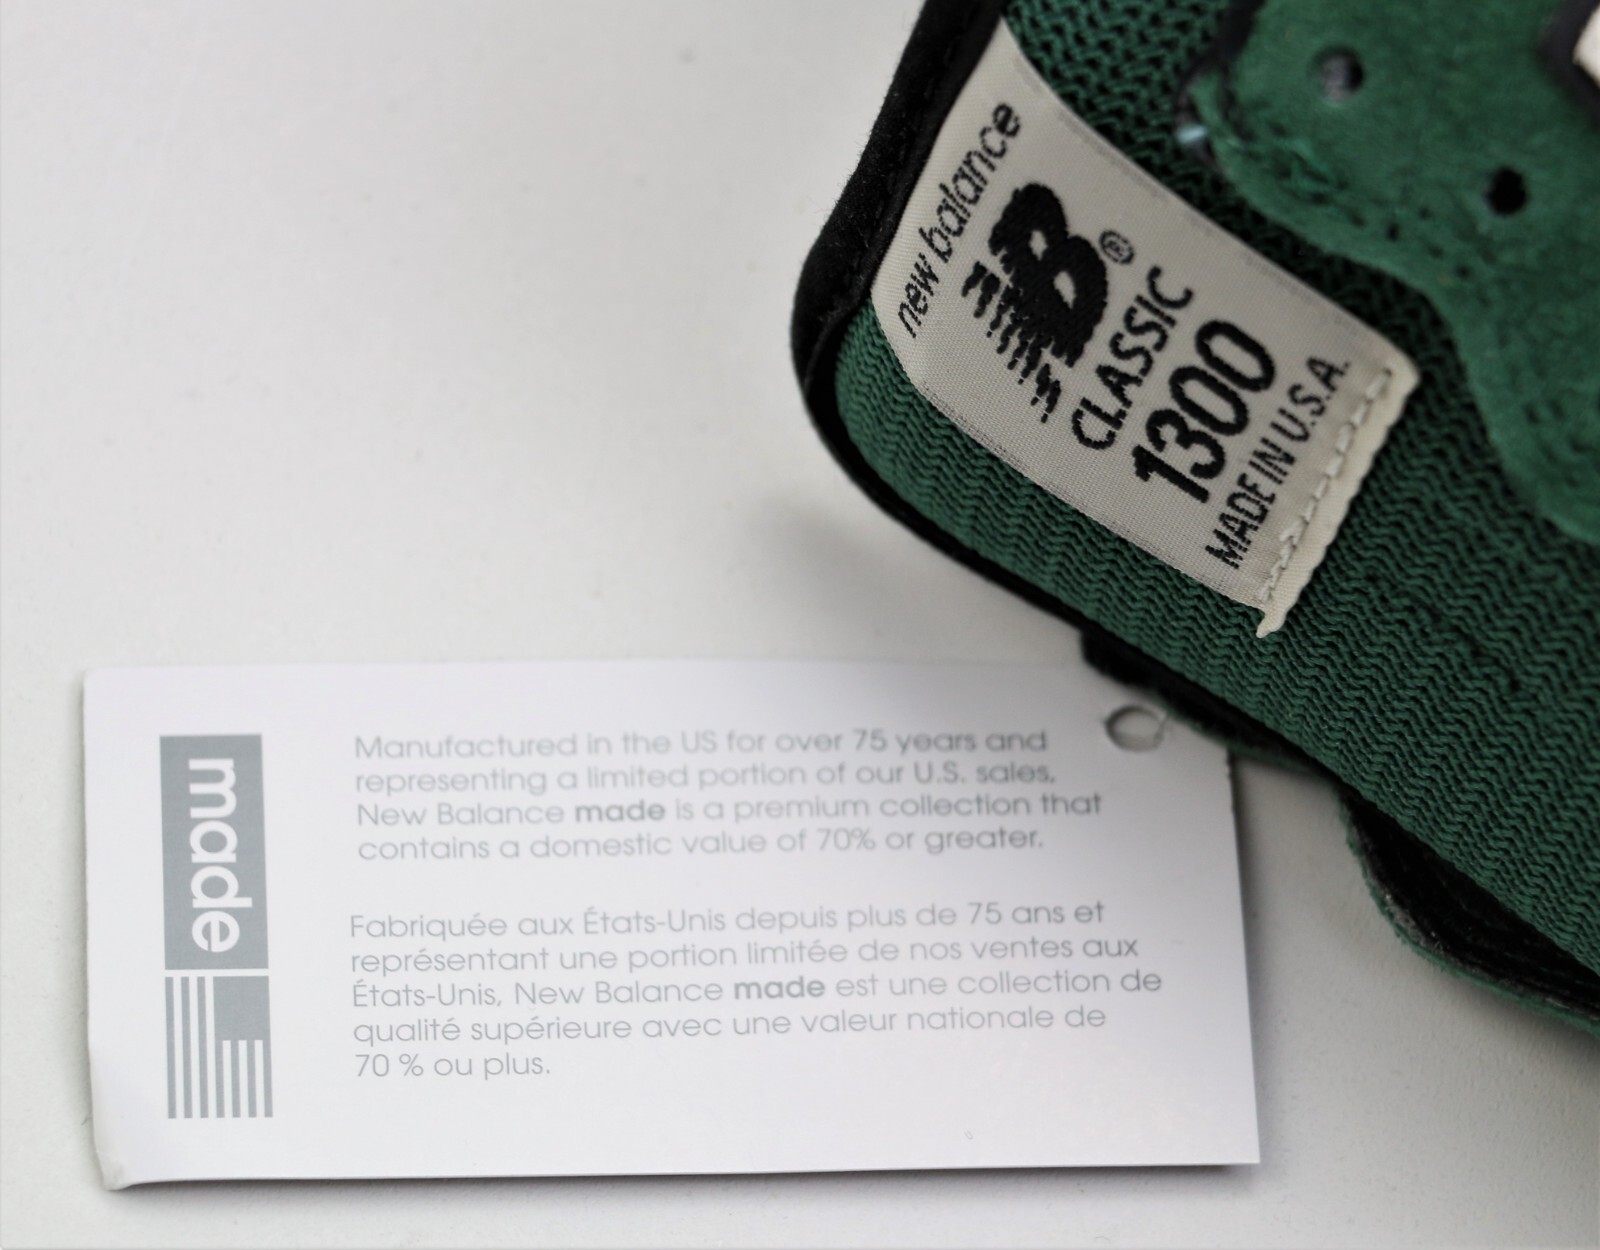 new balance
NB®
CLASSIC
1300
MADE IN U.S.A.
made
Manufactured in the US for over 75 years and
representing a limited portion of our U.S. sales,
New Balance made is a premium collection that
contains a domestic value of 70% or greater.
Fabriquée aux États-Unis depuis plus de 75 ans et
représentant une portion limitée de nos ventes aux
États-Unis, New Balance made est une collection de
qualité supérieure avec une valeur nationale de
70 % ou plus.